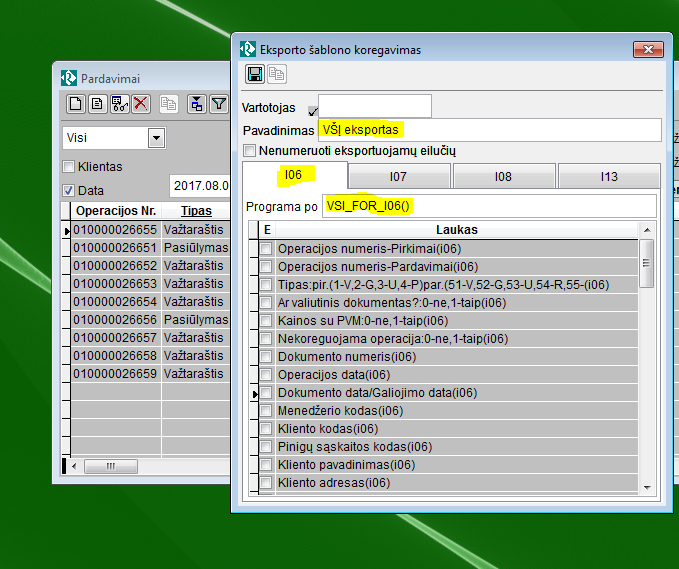 Eksporto šablono koregavimas
Pardavimai
Vartotojas
Pavadinimas VŠĮ eksportas
Nenumeruoti eksportuojamų eilučių
Visi
Klientas
Data 2017.08.0
I06 I07 I08 I13
Programa po VSI_FOR_I06()
Operacijos Nr. Tipas
010000026655 Važtaraštis
010000026651 Pasiūlymas
010000026652 Važtaraštis
010000026653 Važtaraštis
010000026654 Važtaraštis
010000026656 Pasiūlymas
010000026657 Važtaraštis
010000026658 Važtaraštis
010000026659 Važtaraštis
E Laukas
Operacijos numeris-Pirkimai(i06)
Operacijos numeris-Pardavimai(i06)
Tipas:pir.(1-V,2-G,3-U,4-P)par.(51-V,52-G,53-U,54-R,55-(i06)
Ar valiutinis dokumentas?:0-ne,1-taip(i06)
Kainos su PVM:0-ne,1-taip(i06)
Nekoreguojama operacija:0-ne,1-taip(i06)
Dokumento numeris(i06)
Operacijos data(i06)
Dokumento data/Galiojimo data(i06)
Menedžerio kodas(i06)
Kliento kodas(i06)
Pinigų sąskaitos kodas(i06)
Kliento pavadinimas(i06)
Kliento adresas(i06)